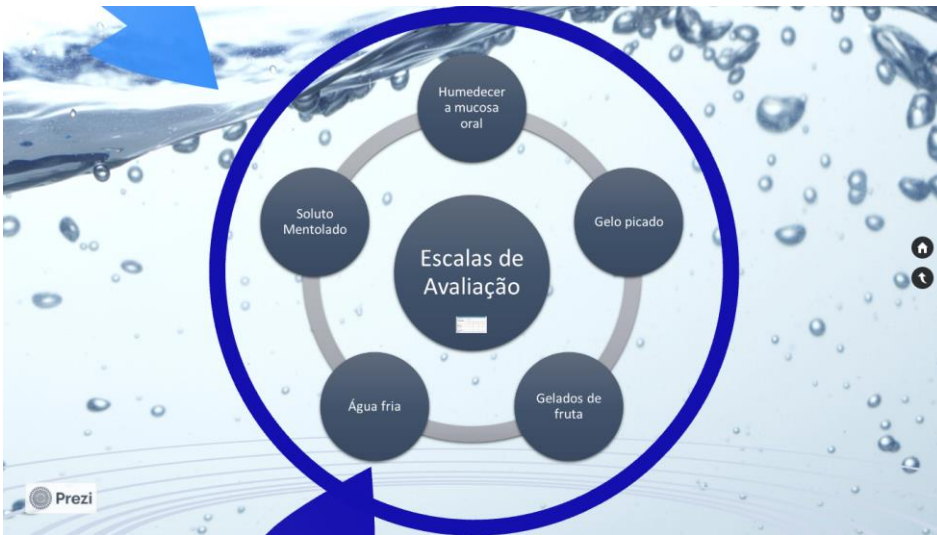 Humedecer
a mucosa
oral
Soluto
Mentolado
Gelo picado
Escalas de
Avaliação
Água fria
Gelados de
fruta
Prezi